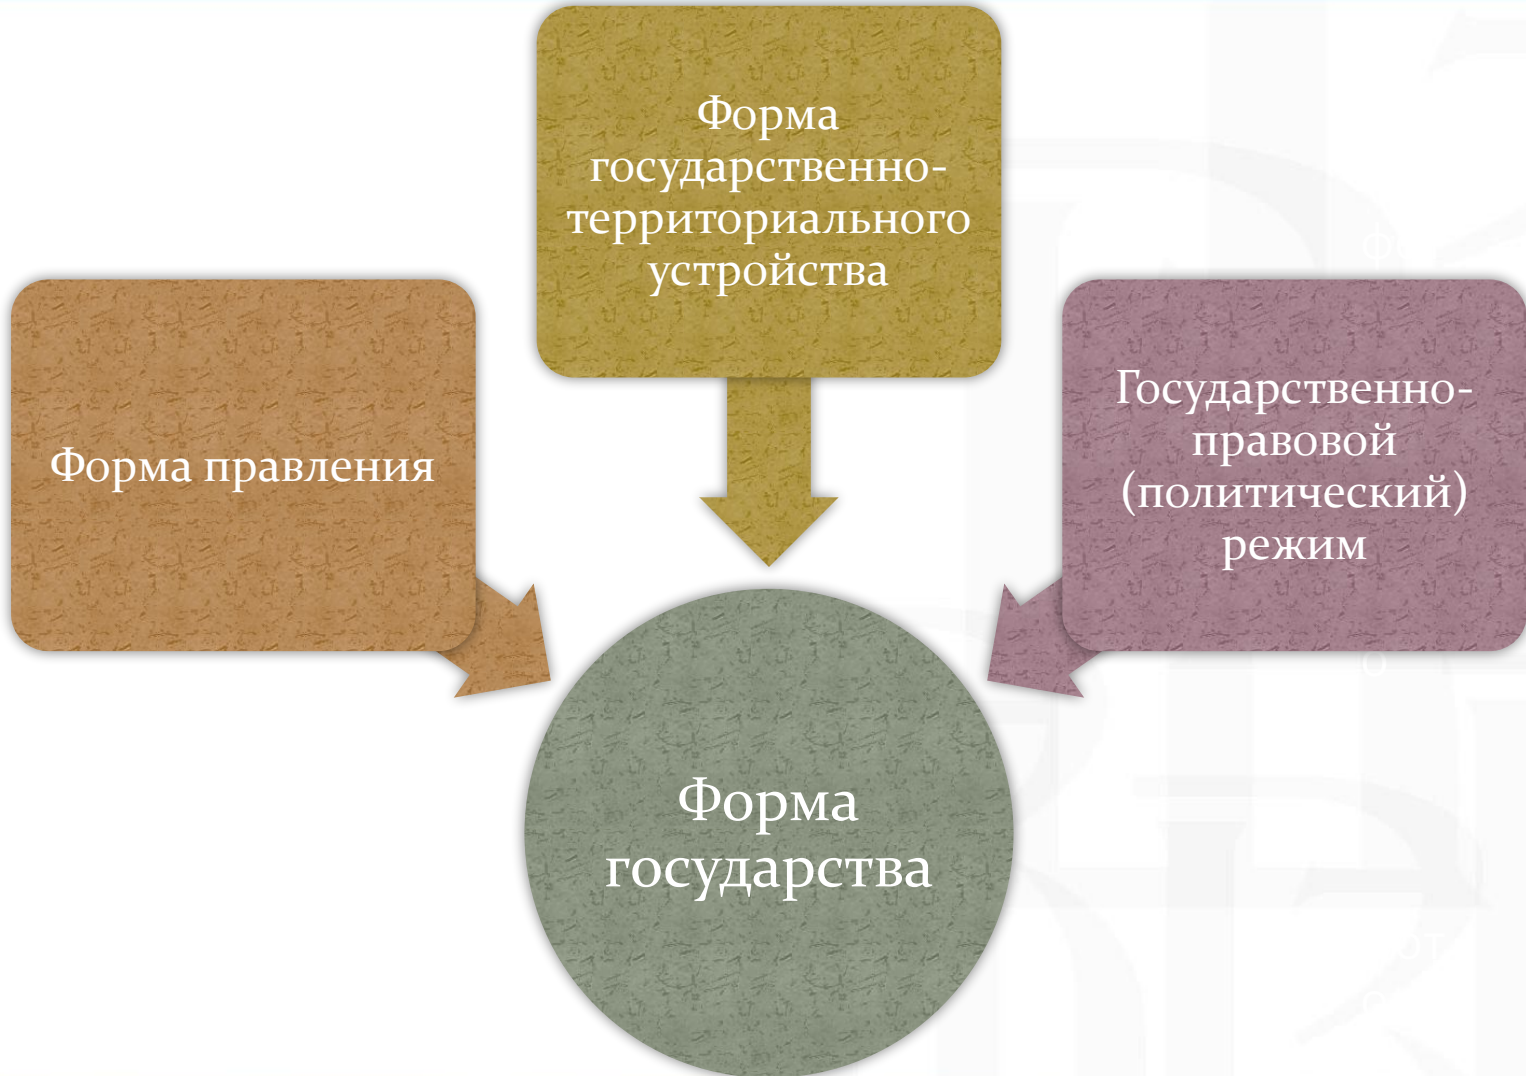 Форма
государственно-
территориального
устройства
Форма правления
Государственно-
правовой
(политический)
режим
Форма
государства